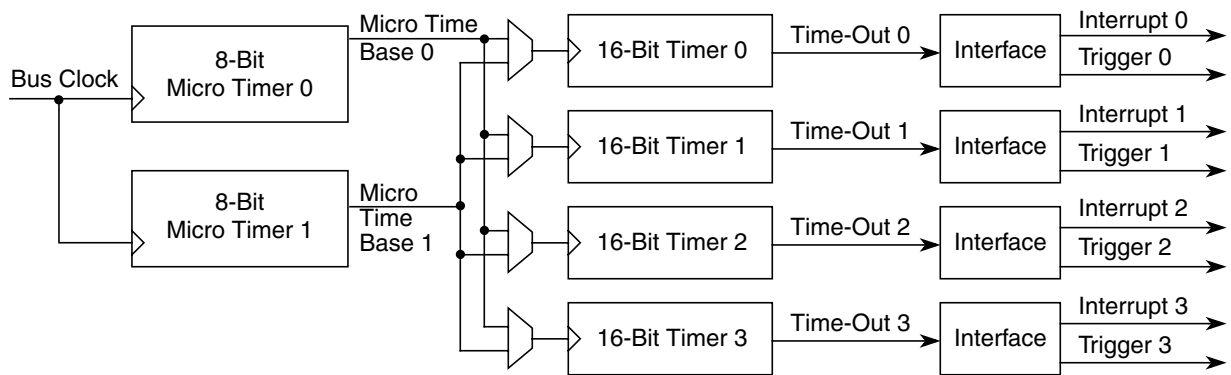 Bus Clock
8-Bit
Micro Timer 0
Micro Time
Base 0
16-Bit Timer 0
Time-Out 0
Interface
Interrupt 0
Trigger 0
16-Bit Timer 1
Time-Out 1
Interface
Interrupt 1
Trigger 1
8-Bit
Micro Timer 1
Micro
Time
Base 1
16-Bit Timer 2
Time-Out 2
Interface
Interrupt 2
Trigger 2
16-Bit Timer 3
Time-Out 3
Interface
Interrupt 3
Trigger 3